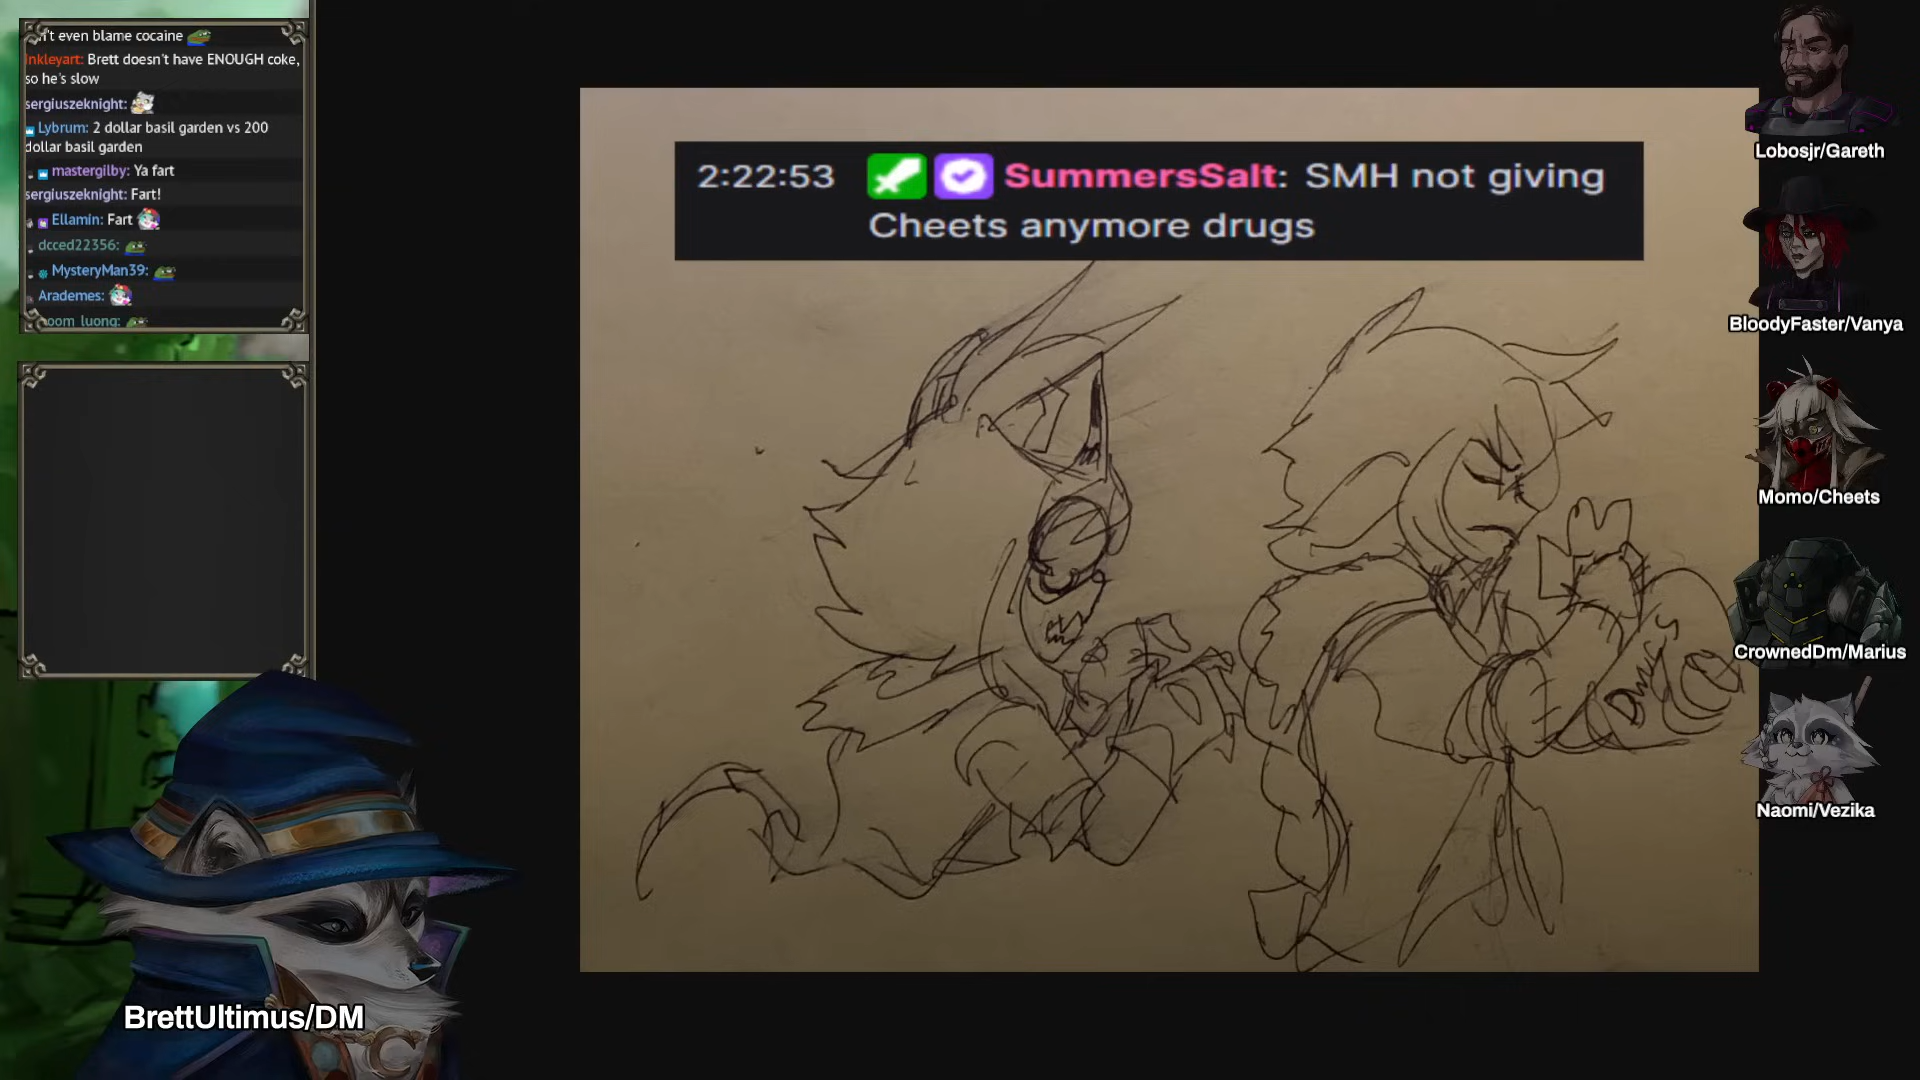 n't even blame cocaine
Inkleyart: Brett doesn't have ENOUGH coke,
so he's slow
sergiuszeknight:
Lybrum: 2 dollar basil garden vs 200
dollar basil garden
mastergilby: Ya fart
sergiuszeknight: Fart!
Ellamin: Fart
dcced22356:
MysteryMan39:
Arademes:
oom_luong:
2:22:53 SummersSalt: SMH not giving
Cheets anymore drugs
Drugs
Lobosjr/Gareth
BloodyFaster/Vanya
Momo/Cheets
CrownedDm/Marius
Naomi/Vezika
BrettUltimus/DM